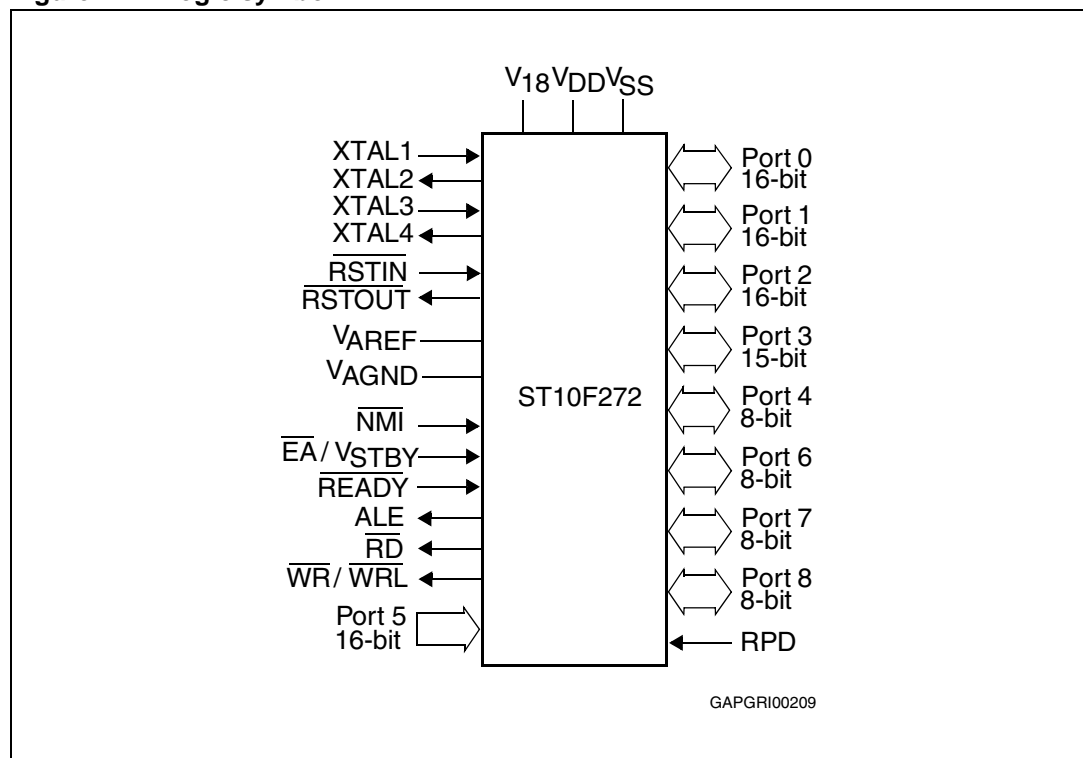 V18 VDD VSS
XTAL1
XTAL2
XTAL3
XTAL4
RSTIN
RSTOUT
VAREF
VAGND
NMI
EA / VSTBY
READY
ALE
RD
WR / WRL
Port 5
16-bit
ST10F272
Port 0
16-bit
Port 1
16-bit
Port 2
16-bit
Port 3
15-bit
Port 4
8-bit
Port 6
8-bit
Port 7
8-bit
Port 8
8-bit
RPD
GAPGRI00209